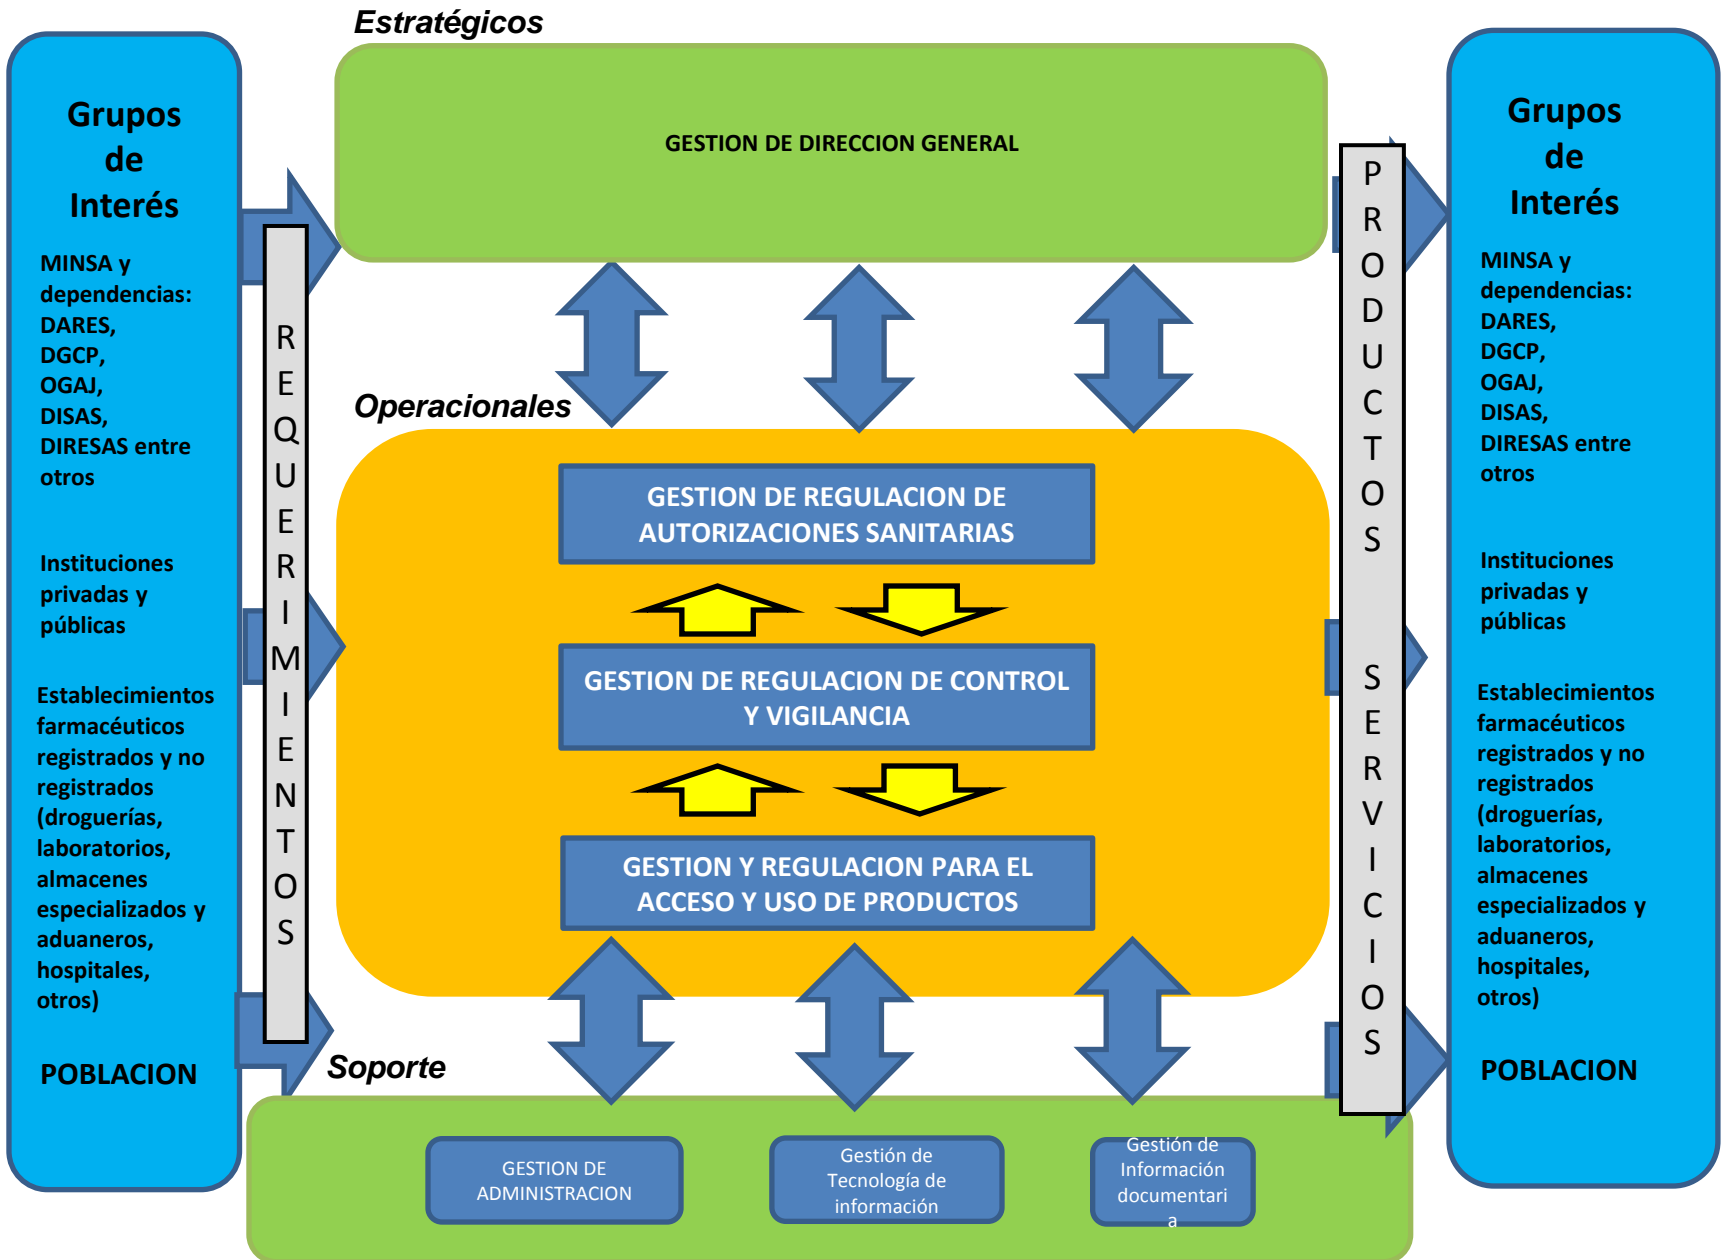 Estratégicos
Grupos
de
Interés
MINSA y
dependencias:
DARES,
DGCP,
OGAJ,
DISAS,
DIRESAS entre
otros
Instituciones
privadas y
públicas
Establecimientos
farmacéuticos
registrados y no
registrados
(droguerías,
laboratorios,
almacenes
especializados y
aduaneros,
hospitales,
otros)
POBLACION
REQUERIMIENTOS
GESTION DE DIRECCION GENERAL
Operacionales
GESTION DE REGULACION DE
AUTORIZACIONES SANITARIAS
GESTION DE REGULACION DE CONTROL
Y VIGILANCIA
GESTION Y REGULACION PARA EL
ACCESO Y USO DE PRODUCTOS
Soporte
GESTION DE
ADMINISTRACION
Gestión de
Tecnología de
información
Gestión de
Información
documentari
a
PRODUCTOS SERVICIOS
Grupos
de
Interés
MINSA y
dependencias:
DARES,
DGCP,
OGAJ,
DISAS,
DIRESAS entre
otros
Instituciones
privadas y
públicas
Establecimientos
farmacéuticos
registrados y no
registrados
(droguerías,
laboratorios,
almacenes
especializados y
aduaneros,
hospitales,
otros)
POBLACION